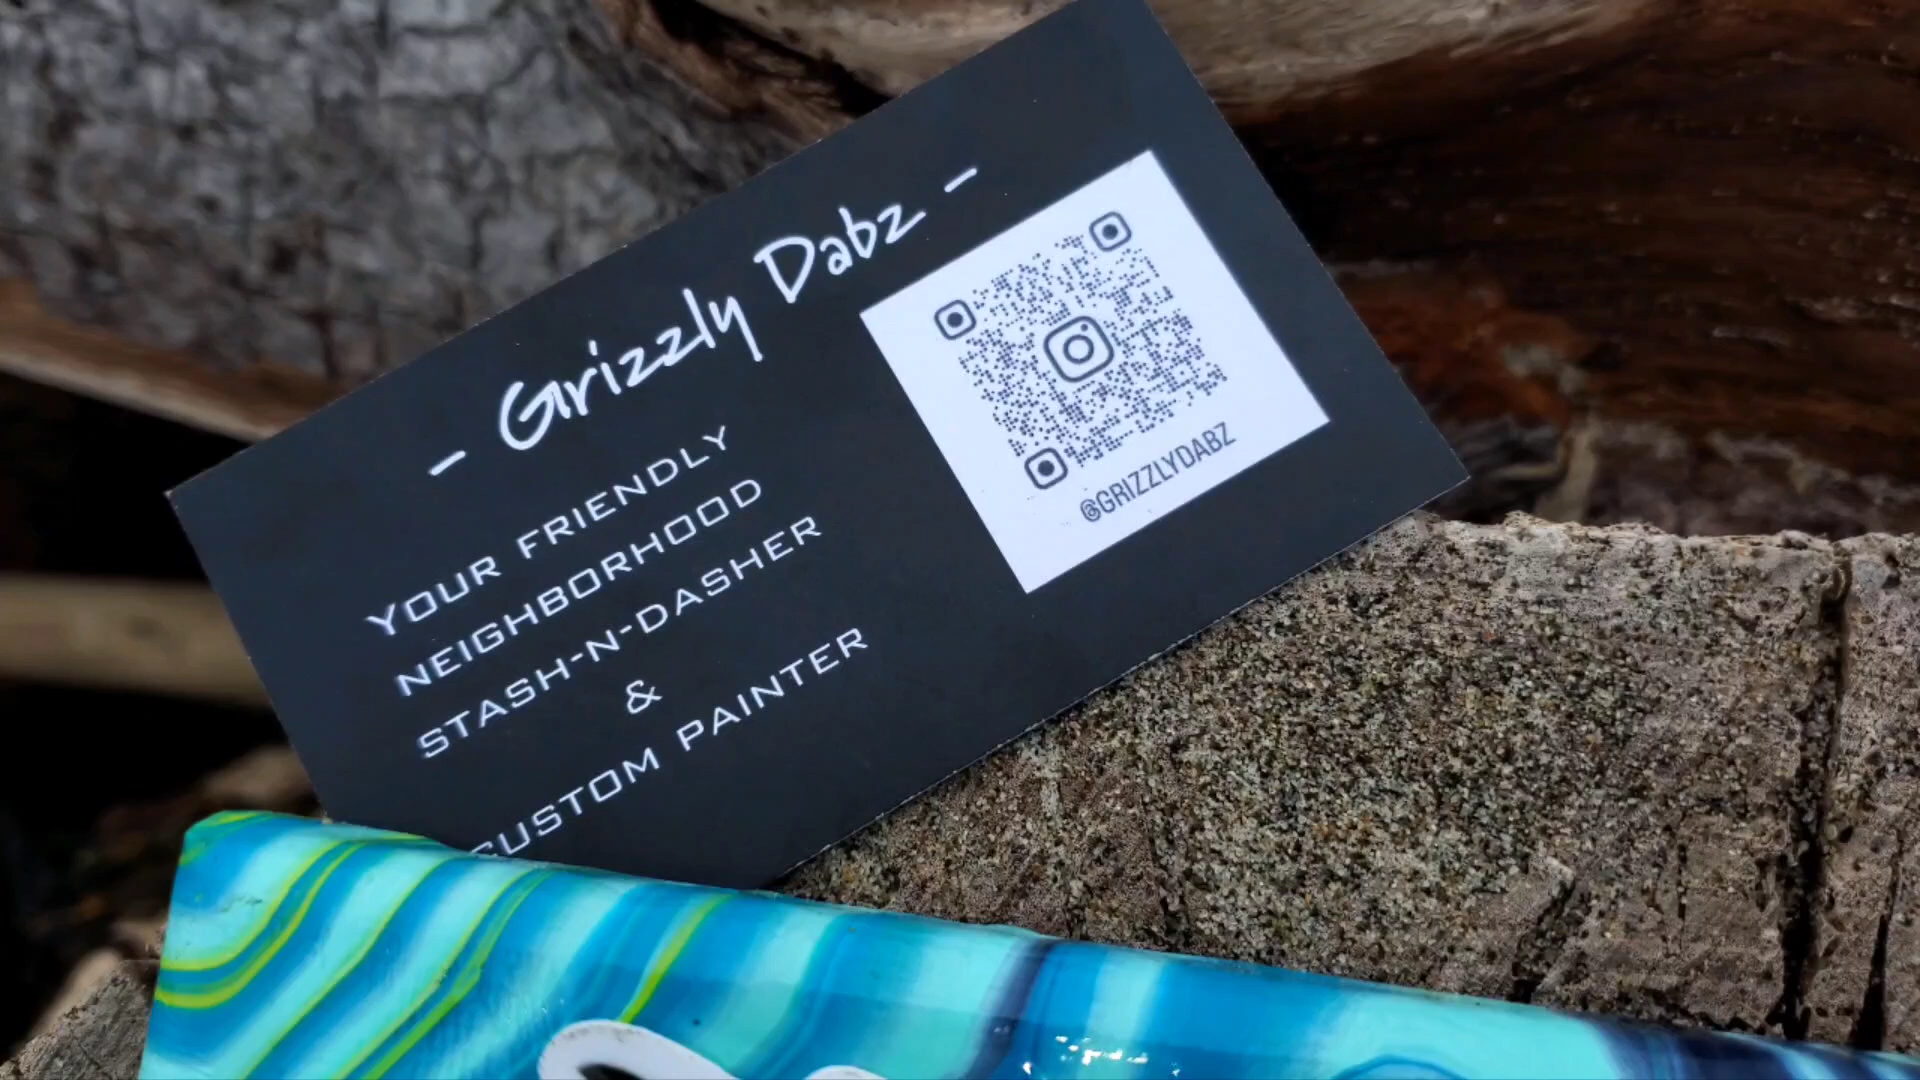 - Grizzly Dabz -
YOUR FRIENDLY
NEIGHBORHOOD
STASH-N-DASHER
&
CUSTOM PAINTER
@GRIZZLYDABZ